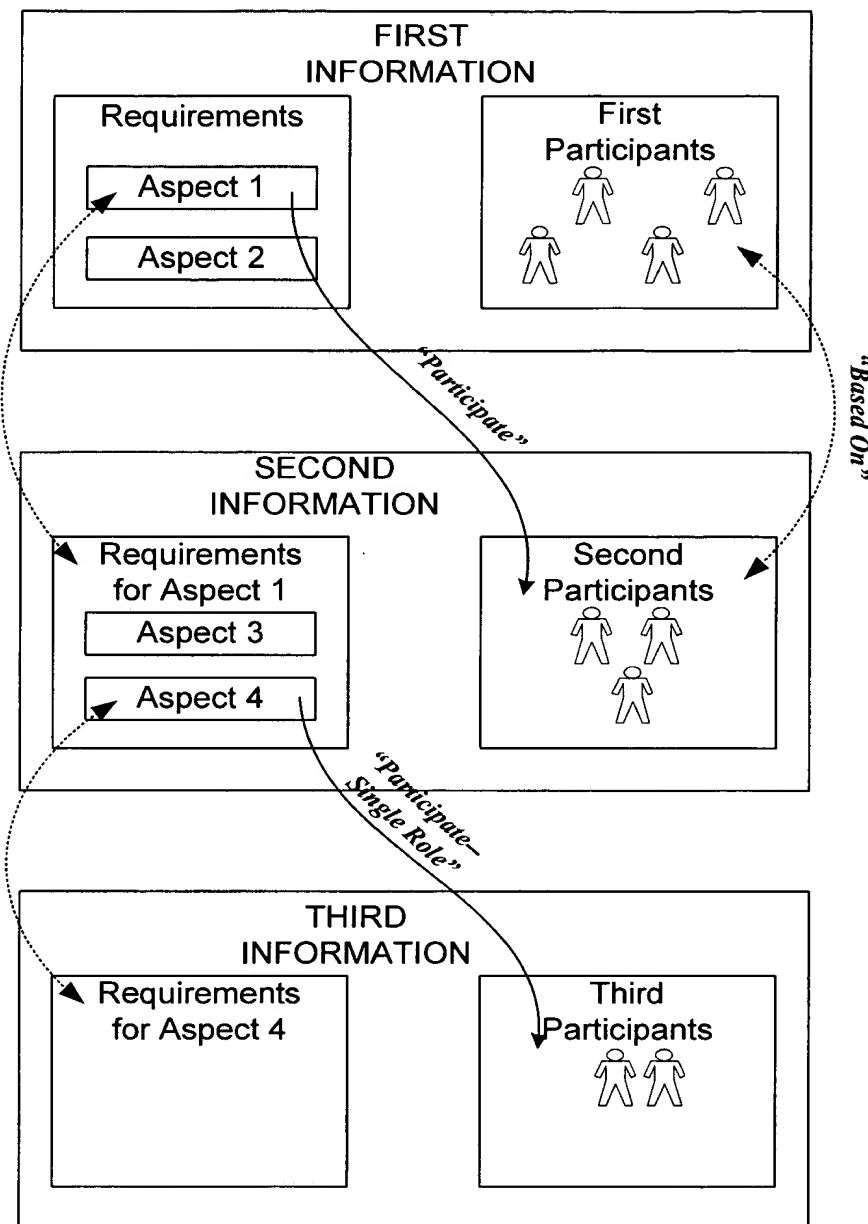 FIRST
INFORMATION
Requirements
Aspect 1
Aspect 2
First
Participants
“Participate”
“Based On”
SECOND
INFORMATION
Requirements
for Aspect 1
Aspect 3
Aspect 4
Second
Participants
“Participate–
Single Role”
THIRD
INFORMATION
Requirements
for Aspect 4
Third
Participants